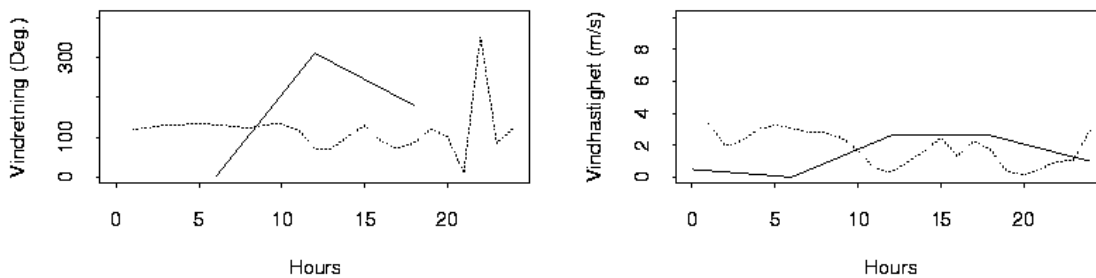 Vindretning (Deg.)
0 100 300
0 5 10 15 20
Hours
Vindhastighet (m/s)
0 2 4 6 8
0 5 10 15 20
Hours